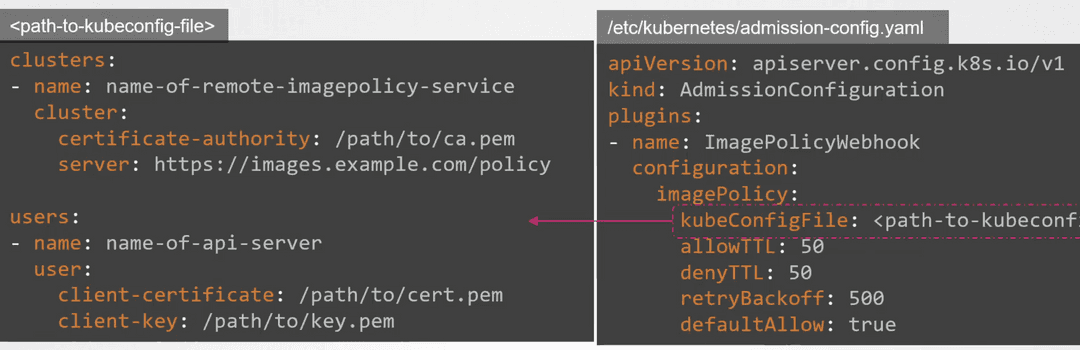 <path-to-kubeconfig-file>
clusters:
- name: name-of-remote-imagepolicy-service
  cluster:
    certificate-authority: /path/to/ca.pem
    server: https://images.example.com/policy

users:
- name: name-of-api-server
  user:
    client-certificate: /path/to/cert.pem
    client-key: /path/to/key.pem
/etc/kubernetes/admission-config.yaml
apiVersion: apiserver.config.k8s.io/v1
kind: AdmissionConfiguration
plugins:
- name: ImagePolicyWebhook
  configuration:
    imagePolicy:
      kubeConfigFile: <path-to-kubeconf
      allowTTL: 50
      denyTTL: 50
      retryBackoff: 500
      defaultAllow: true